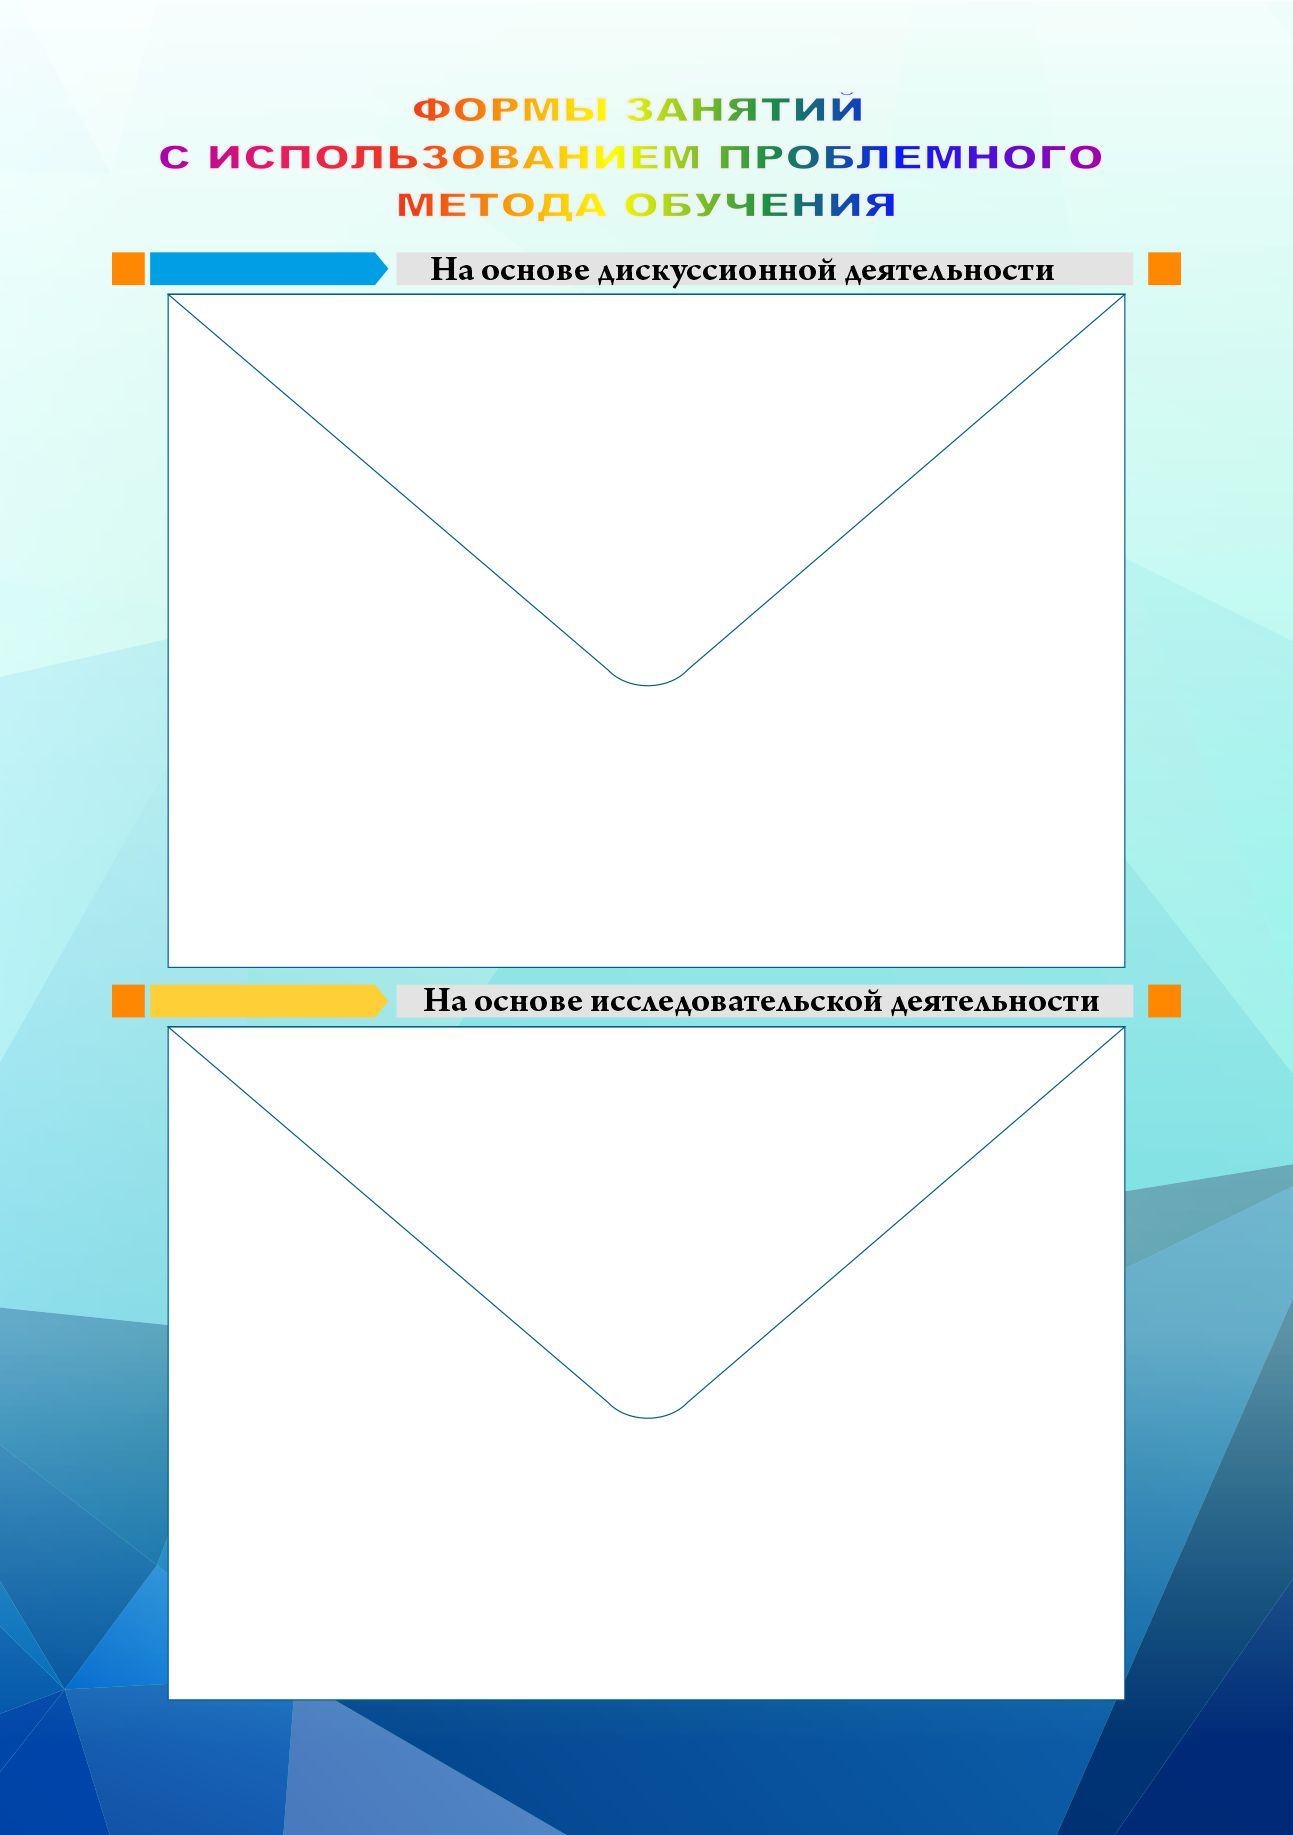 ФОРМЫ ЗАНЯТИЙ
С ИСПОЛЬЗОВАНИЕМ ПРОБЛЕМНОГО
МЕТОДА ОБУЧЕНИЯ
На основе дискуссионной деятельности
На основе исследовательской деятельности